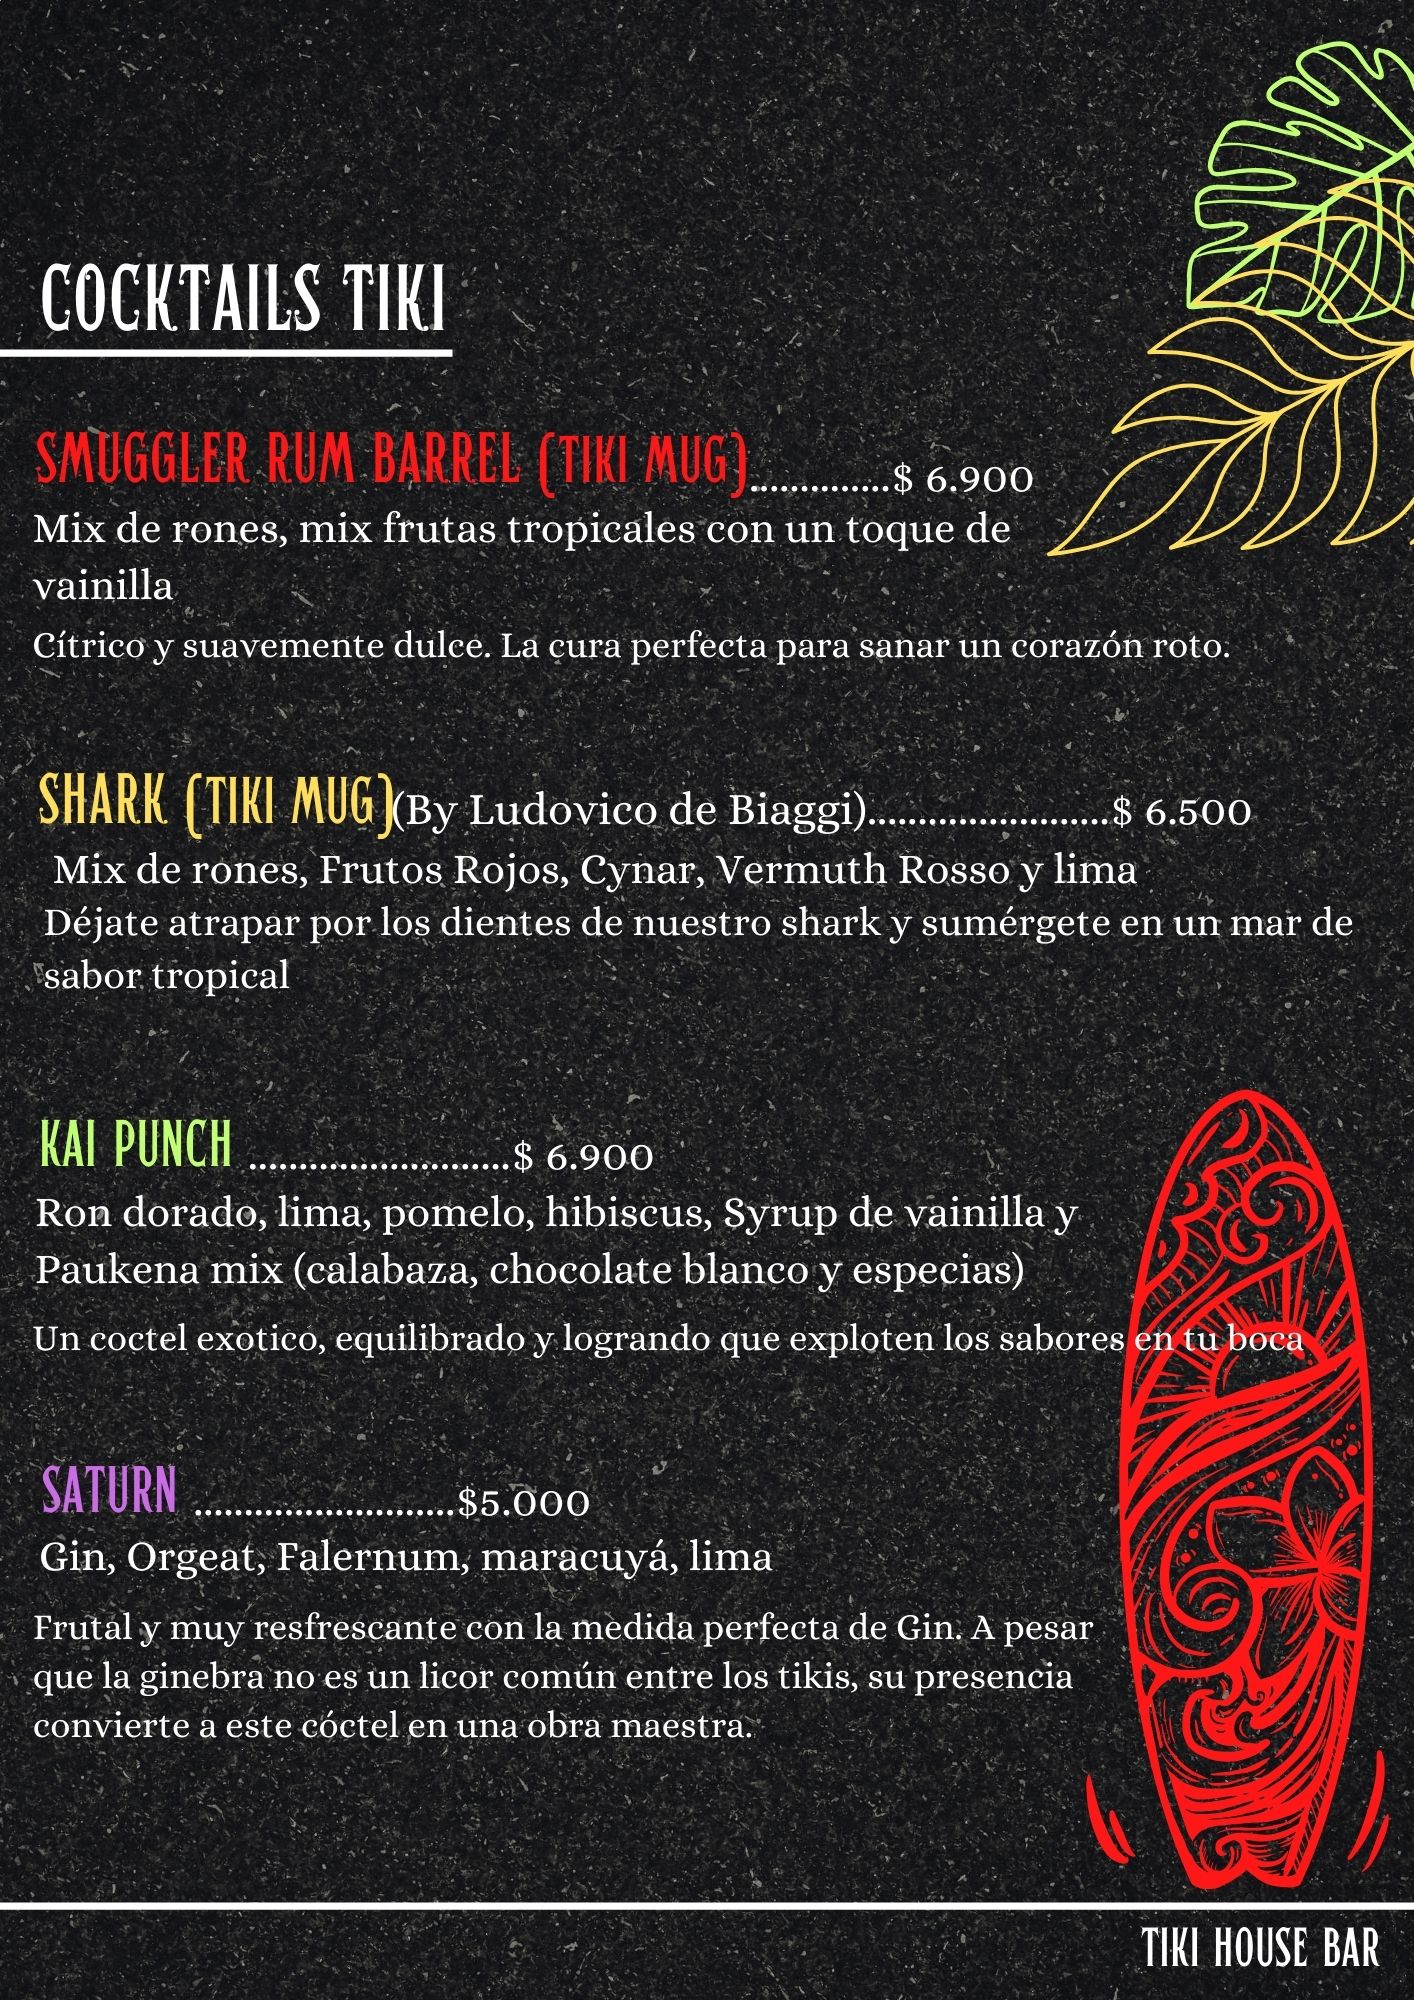 COCKTAILS TIKI
SMUGGLER RUM BARREL (TIKI MUG)..............$ 6.900
Mix de rones, mix frutas tropicales con un toque de
vainilla
Cítrico y suavemente dulce. La cura perfecta para sanar un corazón roto.
SHARK (TIKI MUG)(By Ludovico de Biaggi)........................$ 6.500
Mix de rones, Frutos Rojos, Cynar, Vermuth Rosso y lima
Déjate atrapar por los dientes de nuestro shark y sumérgete en un mar de
sabor tropical
KAI PUNCH ..........................$ 6.900
Ron dorado, lima, pomelo, hibiscus, Syrup de vainilla y
Paukena mix (calabaza, chocolate blanco y especias)
Un coctel exotico, equilibrado y logrando que exploten los sabores en tu boca
SATURN ..........................$5.000
Gin, Orgeat, Falernum, maracuyá, lima
Frutal y muy resfrescante con la medida perfecta de Gin. A pesar
que la ginebra no es un licor común entre los tikis, su presencia
convierte a este cóctel en una obra maestra.
TIKI HOUSE BAR